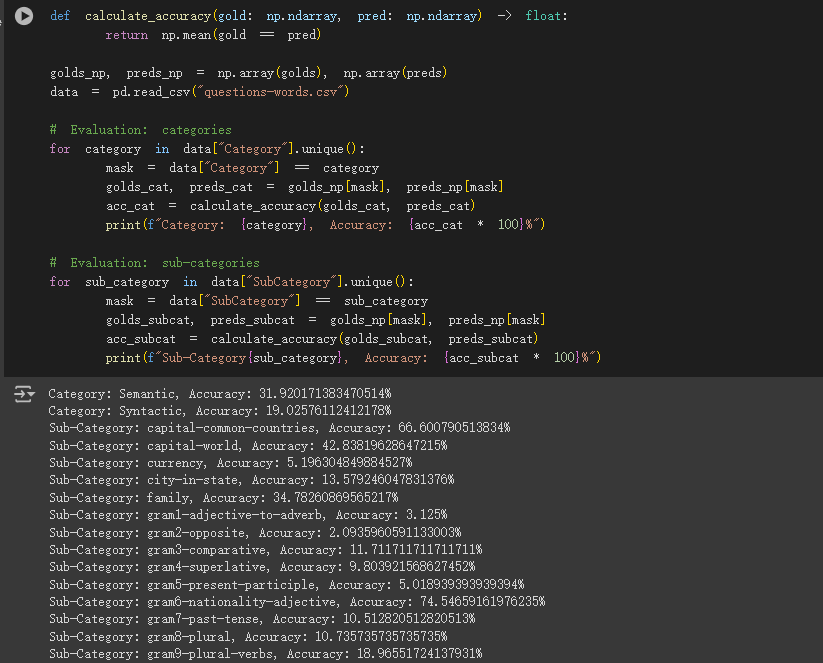 def calculate_accuracy(gold: np.ndarray, pred: np.ndarray) -> float:
return np.mean(gold == pred)
golds_np, preds_np = np.array(golds), np.array(preds)
data = pd.read_csv("questions-words.csv")
# Evaluation: categories
for category in data["Category"].unique():
mask = data["Category"] == category
golds_cat, preds_cat = golds_np[mask], preds_np[mask]
acc_cat = calculate_accuracy(golds_cat, preds_cat)
print(f"Category: {category}, Accuracy: {acc_cat * 100}%")
# Evaluation: sub-categories
for sub_category in data["SubCategory"].unique():
mask = data["SubCategory"] == sub_category
golds_subcat, preds_subcat = golds_np[mask], preds_np[mask]
acc_subcat = calculate_accuracy(golds_subcat, preds_subcat)
print(f"Sub-Category{sub_category}, Accuracy: {acc_subcat * 100}%")
Category: Semantic, Accuracy: 31.920171383470514%
Category: Syntactic, Accuracy: 19.02576112412178%
Sub-Category: capital-common-countries, Accuracy: 66.600790513834%
Sub-Category: capital-world, Accuracy: 42.83819628647215%
Sub-Category: currency, Accuracy: 5.196304849884527%
Sub-Category: city-in-state, Accuracy: 13.579246047831376%
Sub-Category: family, Accuracy: 34.78260869565217%
Sub-Category: gram1-adjective-to-adverb, Accuracy: 3.125%
Sub-Category: gram2-opposite, Accuracy: 2.0935960591133003%
Sub-Category: gram3-comparative, Accuracy: 11.711711711711711%
Sub-Category: gram4-superlative, Accuracy: 9.803921568627452%
Sub-Category: gram5-present-participle, Accuracy: 5.018939393939394%
Sub-Category: gram6-nationality-adjective, Accuracy: 74.54659161976235%
Sub-Category: gram7-past-tense, Accuracy: 10.512820512820513%
Sub-Category: gram8-plural, Accuracy: 10.735735735735735%
Sub-Category: gram9-plural-verbs, Accuracy: 18.96551724137931%